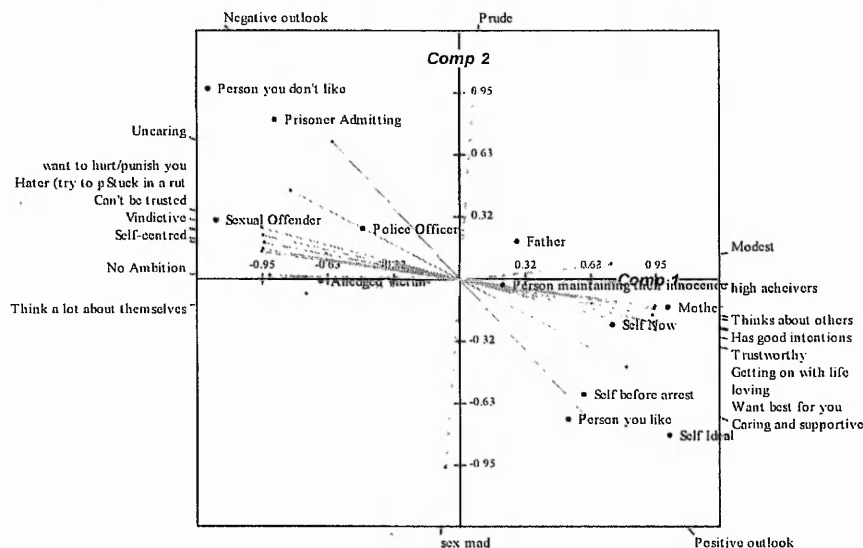 Negative outlook
Prude
Comp 2
Person you don't like
0.95
Prisoner Admitting
Uncaring
0.63
want to hurt/punish you
Hater (try to pStuck in a rut
Can't be trusted
0.32
Vindictive
Sexual Offender
Police Officer
Self-centred
Father
Modest
-0.95
-0.63
0.32
0.63
0.95
No Ambition
Comp 1
Alledged victim
Person maintaining innocence
high acheivers
Think a lot about themselves
Mother
Thinks about others
Self Now
Has good intentions
-0.32
Trustworthy
Getting on with life
Self before arrest
loving
-0.63
Want best for you
Person you like
Caring and supportive
Self Ideal
-0.95
sex mad
Positive outlook